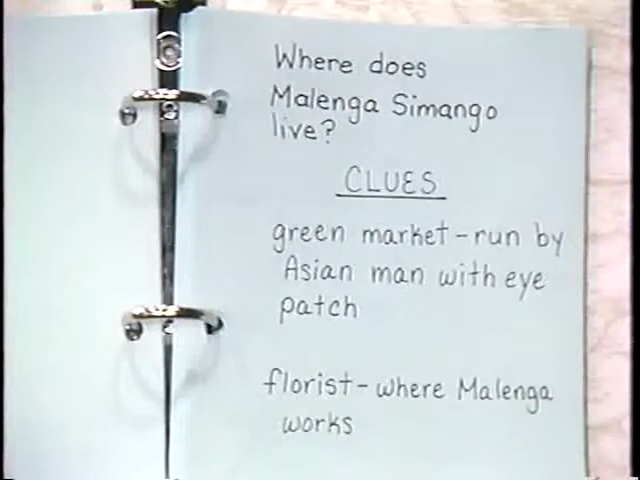 Where does
Malenga Simango
live?
CLUES
green market-run by
Asian man with eye
patch
florist-where Malenga
works